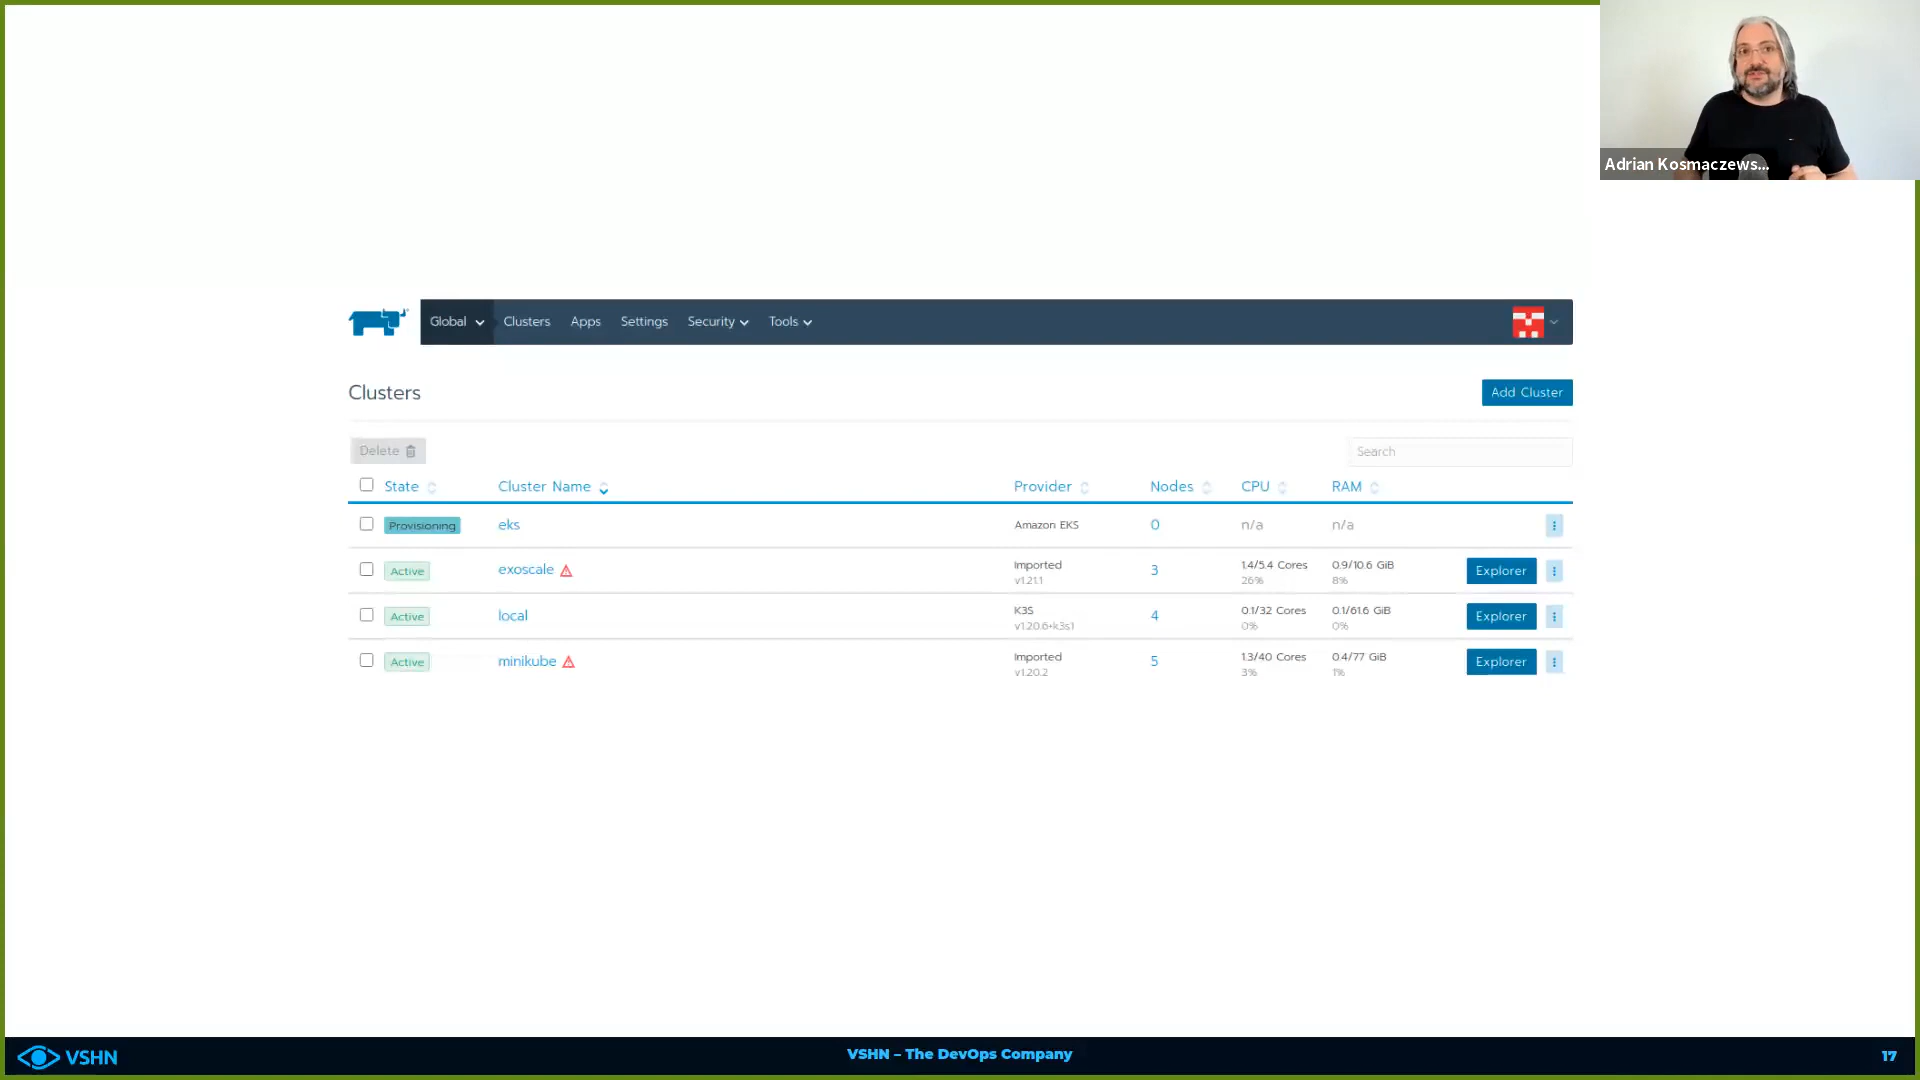 Adrian Kosmaczews...
Global Clusters Apps Settings Security Tools
Clusters Add Cluster
Delete Search
State Cluster Name Provider Nodes CPU RAM
Provisioning eks Amazon EKS 0 n/a n/a
Active exoscale Imported 3 1.4/5.4 Cores 0.9/10.6 GiB Explorer
v1.21.1 26% 8%
Active local K3S 4 0.1/32 Cores 0.1/61.6 GiB Explorer
v1.20.6+k3s1 0% 0%
Active minikube Imported 5 1.3/40 Cores 0.4/77 GiB Explorer
v1.20.2 3% 1%
VSHN VSHN – The DevOps Company 17